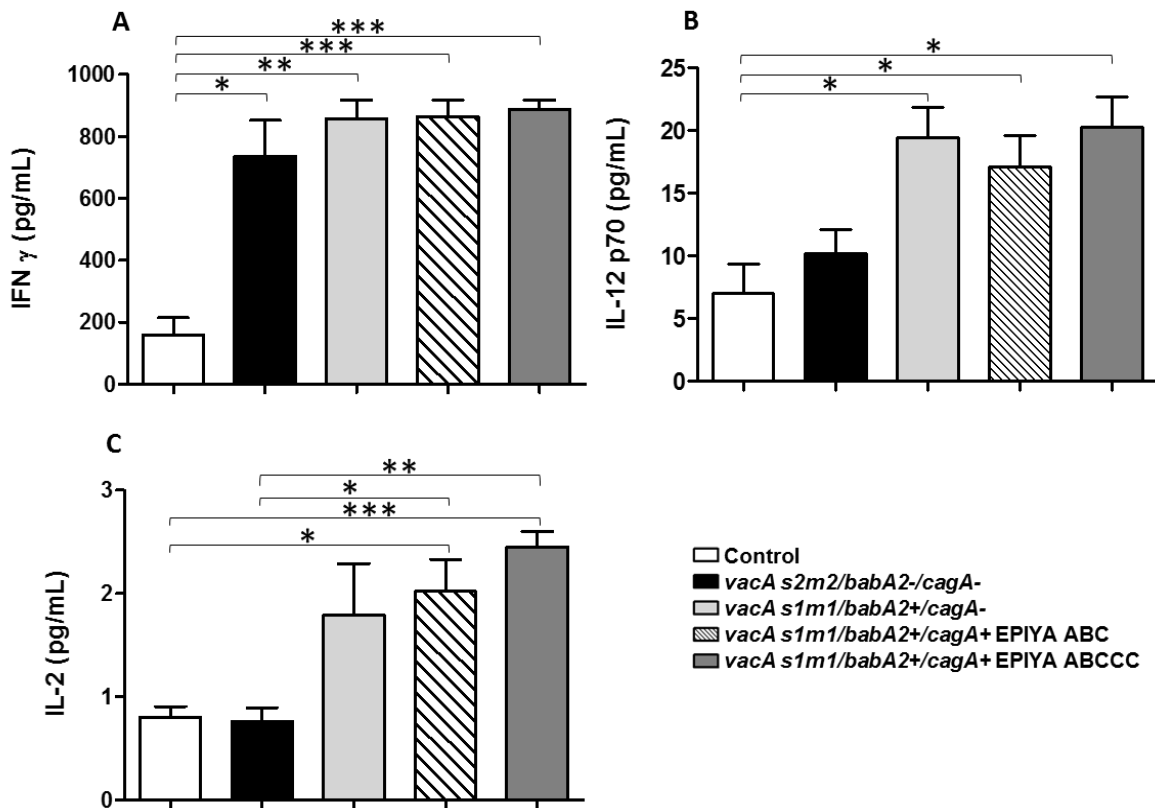 A
***
***
**
*
IFN γ (pg/mL)
1000
800
600
400
200
0
B
*
*
*
IL-12 p70 (pg/mL)
25
20
15
10
5
0
C
**
*
***
*
IL-2 (pg/mL)
3
2
1
0
Control
vacA s2m2/babA2-/cagA-
vacA s1m1/babA2+/cagA-
vacA s1m1/babA2+/cagA+ EPIYA ABC
vacA s1m1/babA2+/cagA+ EPIYA ABCCC